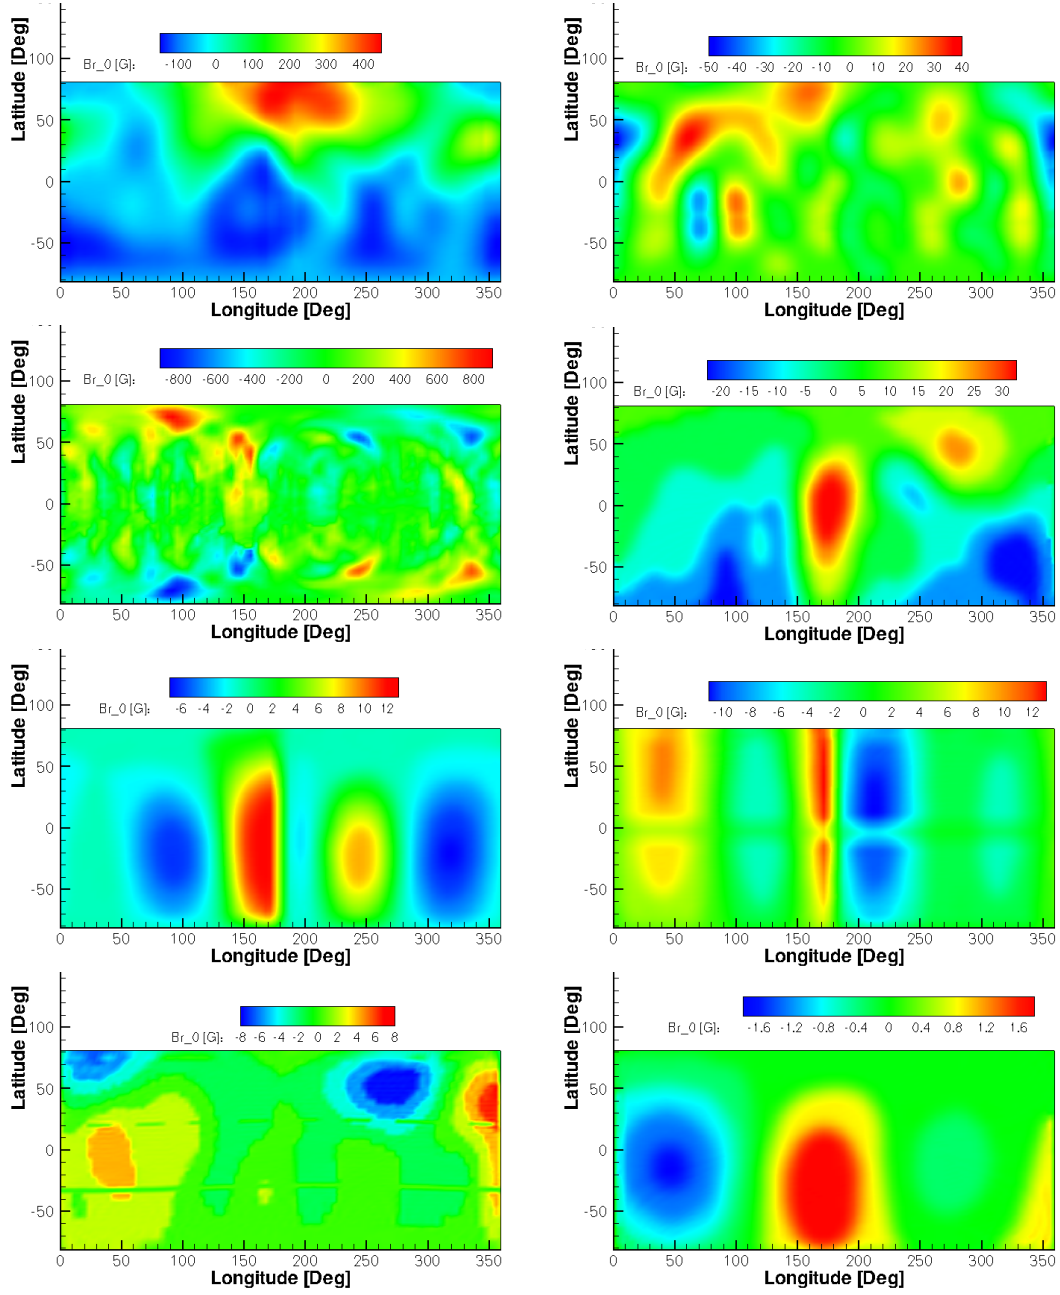 Br_0 [G]: -100 0 100 200 300 400
Latitude [Deg]
100
50
0
-50
0 50 100 150 200 250 300 350
Longitude [Deg]
Br_0 [G]: -50 -40 -30 -20 -10 0 10 20 30 40
Latitude [Deg]
100
50
0
-50
0 50 100 150 200 250 300 350
Longitude [Deg]
Br_0 [G]: -800 -600 -400 -200 0 200 400 600 800
Latitude [Deg]
100
50
0
-50
0 50 100 150 200 250 300 350
Longitude [Deg]
Br_0 [G]: -20 -15 -10 -5 0 5 10 15 20 25 30
Latitude [Deg]
100
50
0
-50
0 50 100 150 200 250 300 350
Longitude [Deg]
Br_0 [G]: -6 -4 -2 0 2 4 6 8 10 12
Latitude [Deg]
100
50
0
-50
0 50 100 150 200 250 300 350
Longitude [Deg]
Br_0 [G]: -10 -8 -6 -4 -2 0 2 4 6 8 10 12
Latitude [Deg]
100
50
0
-50
0 50 100 150 200 250 300 350
Longitude [Deg]
Br_0 [G]: -8 -6 -4 -2 0 2 4 6 8
Latitude [Deg]
100
50
0
-50
0 50 100 150 200 250 300 350
Longitude [Deg]
Br_0 [G]: -1.6 -1.2 -0.8 -0.4 0 0.4 0.8 1.2 1.6
Latitude [Deg]
100
50
0
-50
0 50 100 150 200 250 300 350
Longitude [Deg]